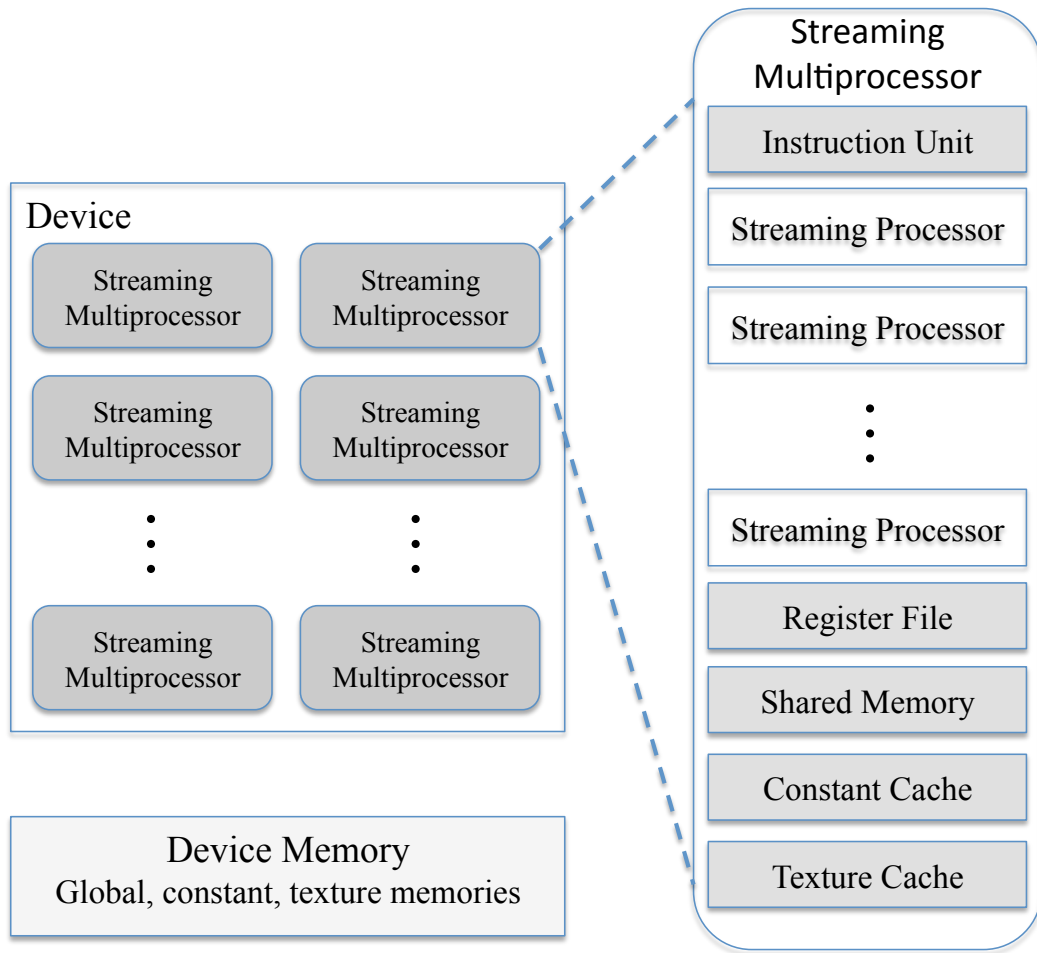 Device
Streaming
Multiprocessor
Streaming
Multiprocessor
Streaming
Multiprocessor
Streaming
Multiprocessor
Streaming
Multiprocessor
Streaming
Multiprocessor
Device Memory
Global, constant, texture memories
Streaming
Multiprocessor
Instruction Unit
Streaming Processor
Streaming Processor
Streaming Processor
Register File
Shared Memory
Constant Cache
Texture Cache